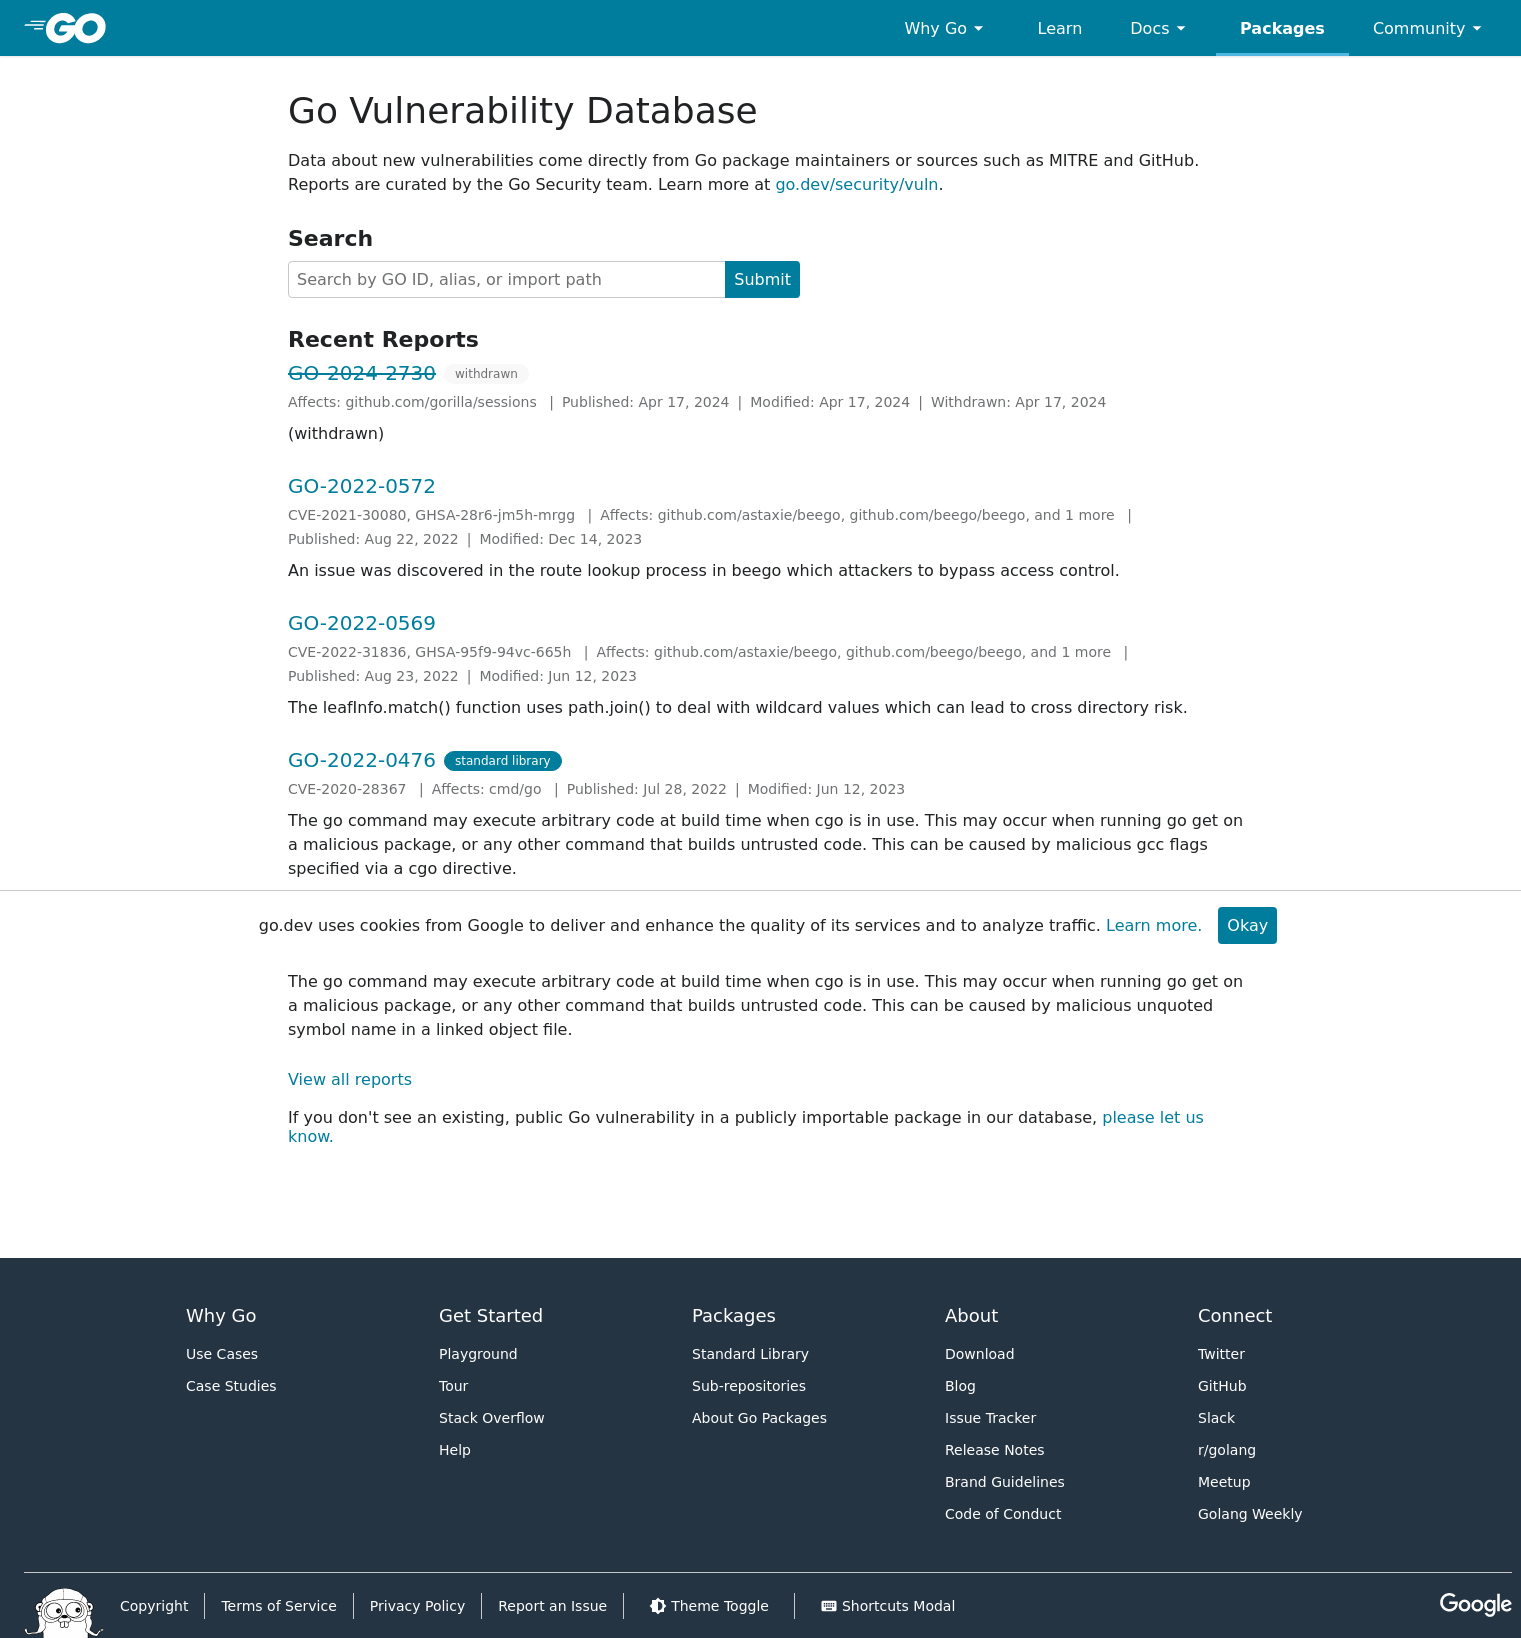 GO
Why Go
Learn
Docs
Packages
Community
Go Vulnerability Database
Data about new vulnerabilities come directly from Go package maintainers or sources such as MITRE and GitHub.
Reports are curated by the Go Security team. Learn more at go.dev/security/vuln.
Search
Search by GO ID, alias, or import path
Submit
Recent Reports
GO-2024-2730 withdrawn
Affects: github.com/gorilla/sessions | Published: Apr 17, 2024 | Modified: Apr 17, 2024 | Withdrawn: Apr 17, 2024
(withdrawn)
GO-2022-0572
CVE-2021-30080, GHSA-28r6-jm5h-mrgg | Affects: github.com/astaxie/beego, github.com/beego/beego, and 1 more |
Published: Aug 22, 2022 | Modified: Dec 14, 2023
An issue was discovered in the route lookup process in beego which attackers to bypass access control.
GO-2022-0569
CVE-2022-31836, GHSA-95f9-94vc-665h | Affects: github.com/astaxie/beego, github.com/beego/beego, and 1 more |
Published: Aug 23, 2022 | Modified: Jun 12, 2023
The leafInfo.match() function uses path.join() to deal with wildcard values which can lead to cross directory risk.
GO-2022-0476 standard library
CVE-2020-28367 | Affects: cmd/go | Published: Jul 28, 2022 | Modified: Jun 12, 2023
The go command may execute arbitrary code at build time when cgo is in use. This may occur when running go get on
a malicious package, or any other command that builds untrusted code. This can be caused by malicious gcc flags
specified via a cgo directive.
go.dev uses cookies from Google to deliver and enhance the quality of its services and to analyze traffic. Learn more.
Okay
The go command may execute arbitrary code at build time when cgo is in use. This may occur when running go get on
a malicious package, or any other command that builds untrusted code. This can be caused by malicious unquoted
symbol name in a linked object file.
View all reports
If you don't see an existing, public Go vulnerability in a publicly importable package in our database, please let us
know.
Why Go
Use Cases
Case Studies
Get Started
Playground
Tour
Stack Overflow
Help
Packages
Standard Library
Sub-repositories
About Go Packages
About
Download
Blog
Issue Tracker
Release Notes
Brand Guidelines
Code of Conduct
Connect
Twitter
GitHub
Slack
r/golang
Meetup
Golang Weekly
Copyright
Terms of Service
Privacy Policy
Report an Issue
Theme Toggle
Shortcuts Modal
Google